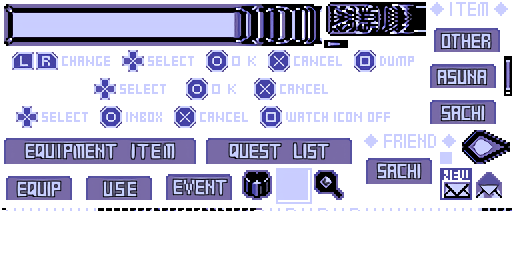 ITEM
OTHER
L R CHANGE SELECT O K CANCEL DUMP
ASUNA
SELECT O K CANCEL
SACHI
SELECT INBOX CANCEL WATCH ICON OFF
EQUIPMENT ITEM QUEST LIST FRIEND
SACHI
EQUIP USE EVENT NEW